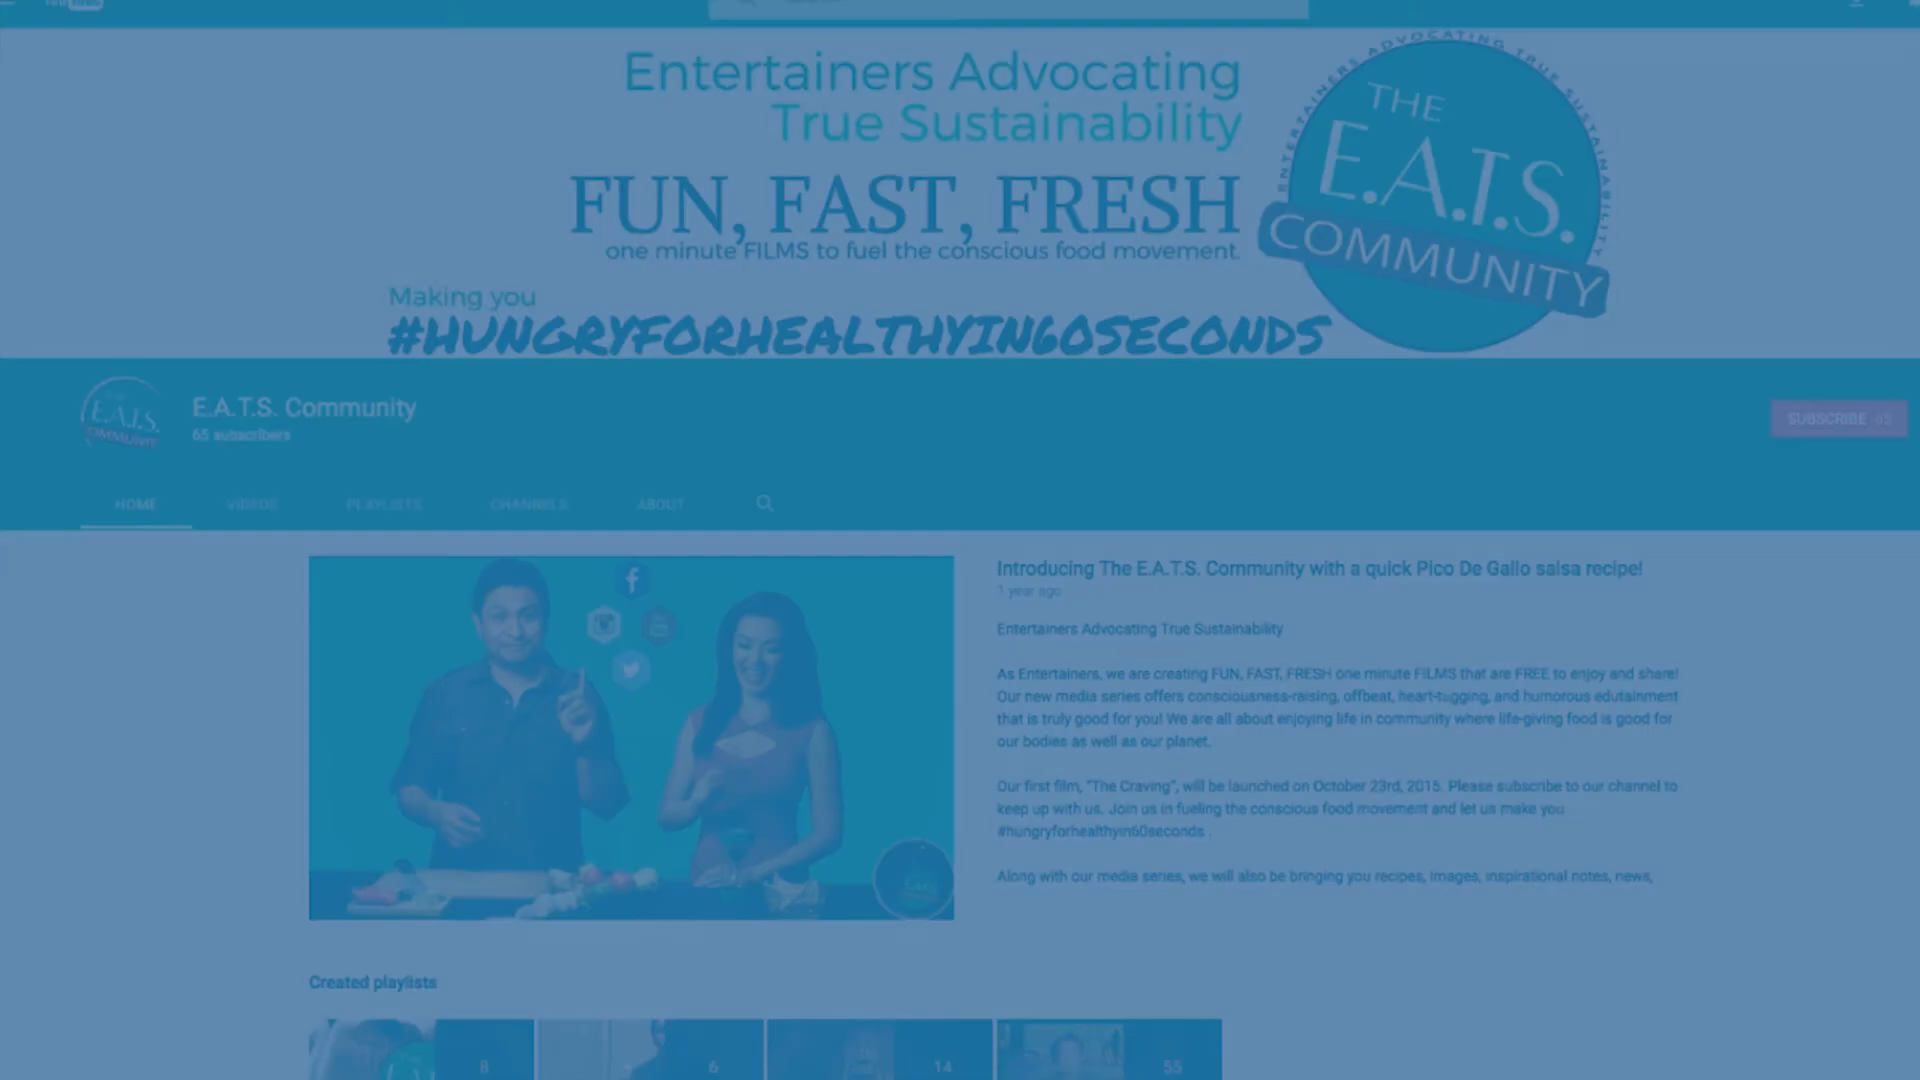 Entertainers Advocating
True Sustainability
FUN, FAST, FRESH
one minute FILMS to fuel the conscious food movement.
Making you
#HUNGRYFORHEALTHYIN60SECONDS
ENTERTAINERS ADVOCATING TRUE SUSTAINABILITY
THE
E.A.T.S.
COMMUNITY
THE
E.A.T.S.
COMMUNITY
E.A.T.S. Community
65 subscribers
SUBSCRIBE 65
HOME VIDEOS PLAYLISTS CHANNELS ABOUT
Introducing The E.A.T.S. Community with a quick Pico De Gallo salsa recipe!
1 year ago
Entertainers Advocating True Sustainability
As Entertainers, we are creating FUN, FAST, FRESH one minute FILMS that are FREE to enjoy and share!
Our new media series offers consciousness-raising, offbeat, heart-tugging, and humorous edutainment
that is truly good for you! We are all about enjoying life in community where life-giving food is good for
our bodies as well as our planet.
Our first film, "The Craving", will be launched on October 23rd, 2015. Please subscribe to our channel to
keep up with us. Join us in fueling the conscious food movement and let us make you
#hungryforhealthyin60seconds .
Along with our media series, we will also be bringing you recipes, images, inspirational notes, news,
Created playlists
8 6 14 55